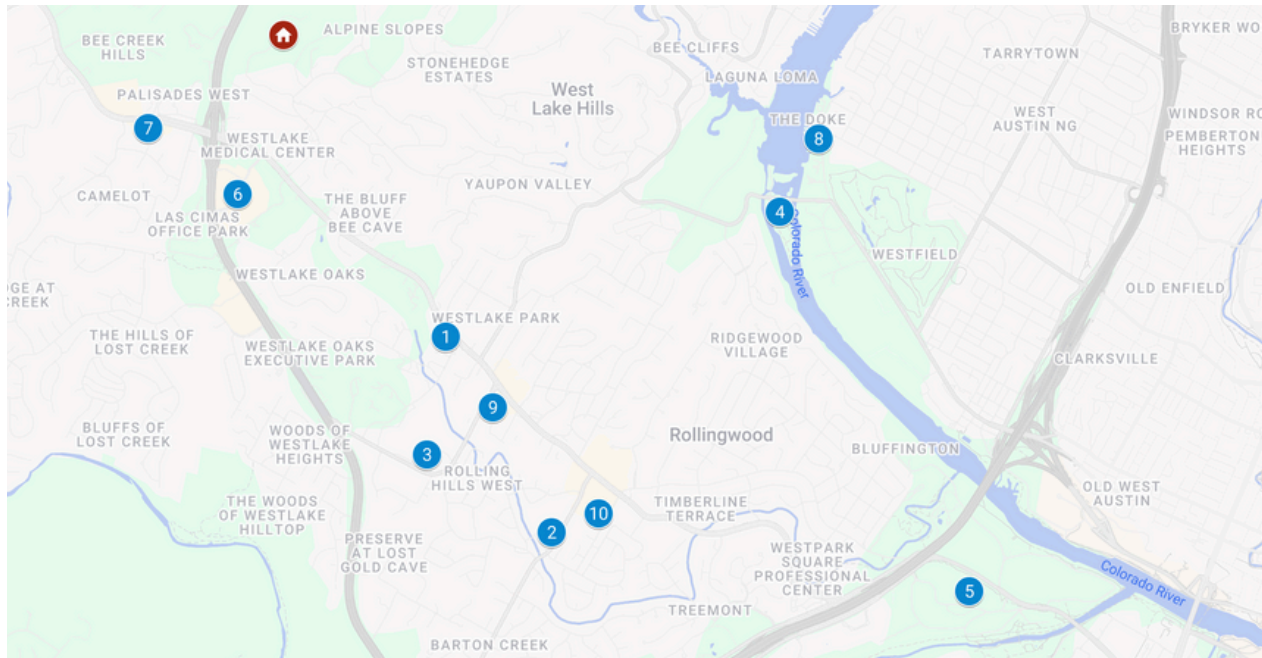 BRYKER WO
ALPINE SLOPES
BEE CREEK
HILLS
BEE CLIFFS
TARRYTOWN
STONEHEDGE
ESTATES
LAGUNA LOMA
West
Lake Hills
PALISADES WEST
THE DOKE
WEST
AUSTIN NG
WINDSOR RO
7
8
WESTLAKE
MEDICAL CENTER
PEMBERTON
HEIGHTS
YAUPON VALLEY
6
CAMELOT
THE BLUFF
ABOVE
BEE CAVE
LAS CIMAS
OFFICE PARK
4
Colorado River
WESTFIELD
WESTLAKE OAKS
DGE AT
CREEK
OLD ENFIELD
WESTLAKE PARK
1
THE HILLS OF
LOST CREEK
WESTLAKE OAKS
EXECUTIVE PARK
RIDGEWOOD
VILLAGE
CLARKSVILLE
9
BLUFFS OF
LOST CREEK
WOODS OF
WESTLAKE
HEIGHTS
Rollingwood
BLUFFINGTON
3
ROLLING
HILLS WEST
OLD WEST
AUSTIN
THE WOODS
OF WESTLAKE
HILLTOP
10
TIMBERLINE
TERRACE
2
PRESERVE
AT LOST
GOLD CAVE
WESTPARK
SQUARE
PROFESSIONAL
CENTER
5
Colorado River
TREEMONT
BARTON CREEK